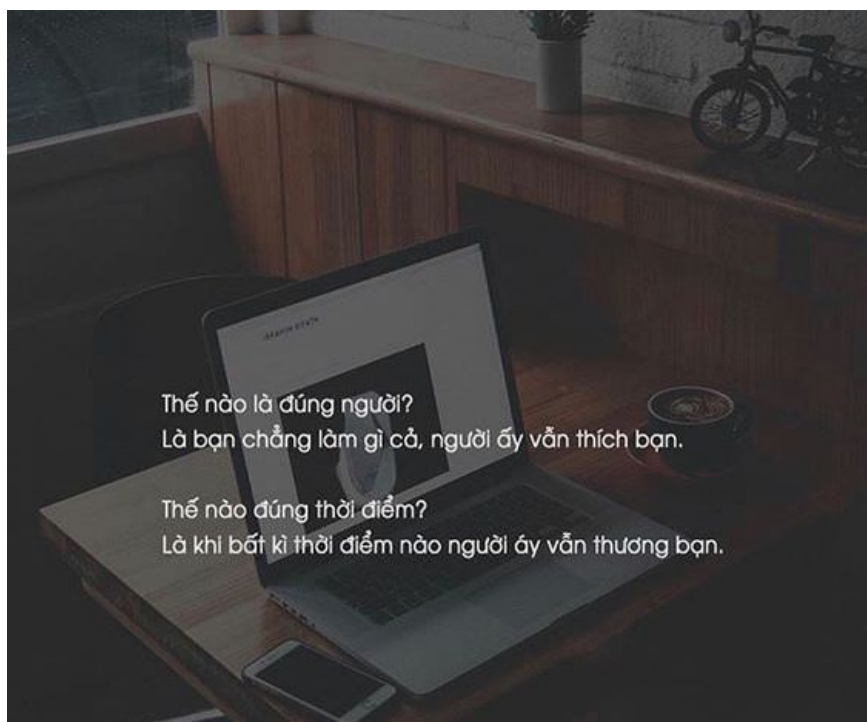 Thế nào là đúng người?
Là bạn chẳng làm gì cả, người ấy vẫn thích bạn.
Thế nào đúng thời điểm?
Là khi bất kì thời điểm nào người áy vẫn thương bạn.